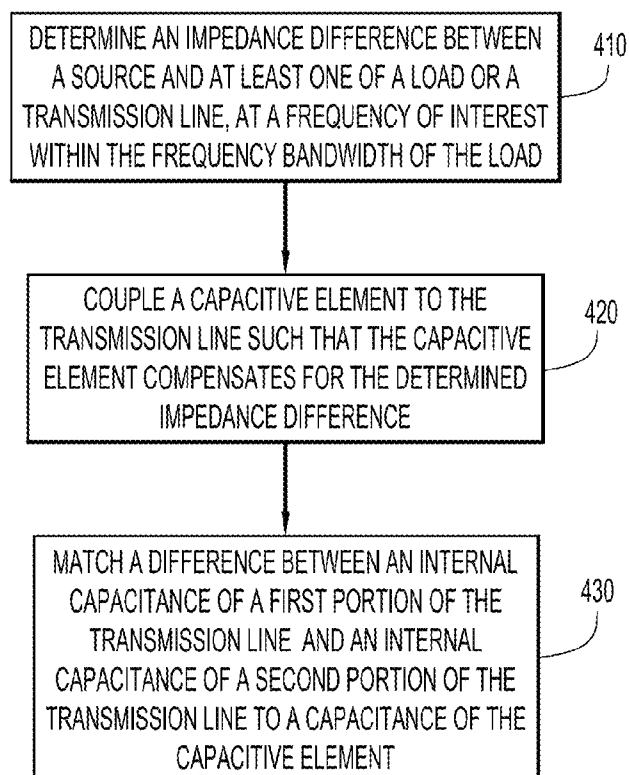 DETERMINE AN IMPEDANCE DIFFERENCE BETWEEN
A SOURCE AND AT LEAST ONE OF A LOAD OR A
TRANSMISSION LINE, AT A FREQUENCY OF INTEREST
WITHIN THE FREQUENCY BANDWIDTH OF THE LOAD
410
COUPLE A CAPACITIVE ELEMENT TO THE
TRANSMISSION LINE SUCH THAT THE CAPACITIVE
ELEMENT COMPENSATES FOR THE DETERMINED
IMPEDANCE DIFFERENCE
420
MATCH A DIFFERENCE BETWEEN AN INTERNAL
CAPACITANCE OF A FIRST PORTION OF THE
TRANSMISSION LINE AND AN INTERNAL
CAPACITANCE OF A SECOND PORTION OF THE
TRANSMISSION LINE TO A CAPACITANCE OF THE
CAPACITIVE ELEMENT
430